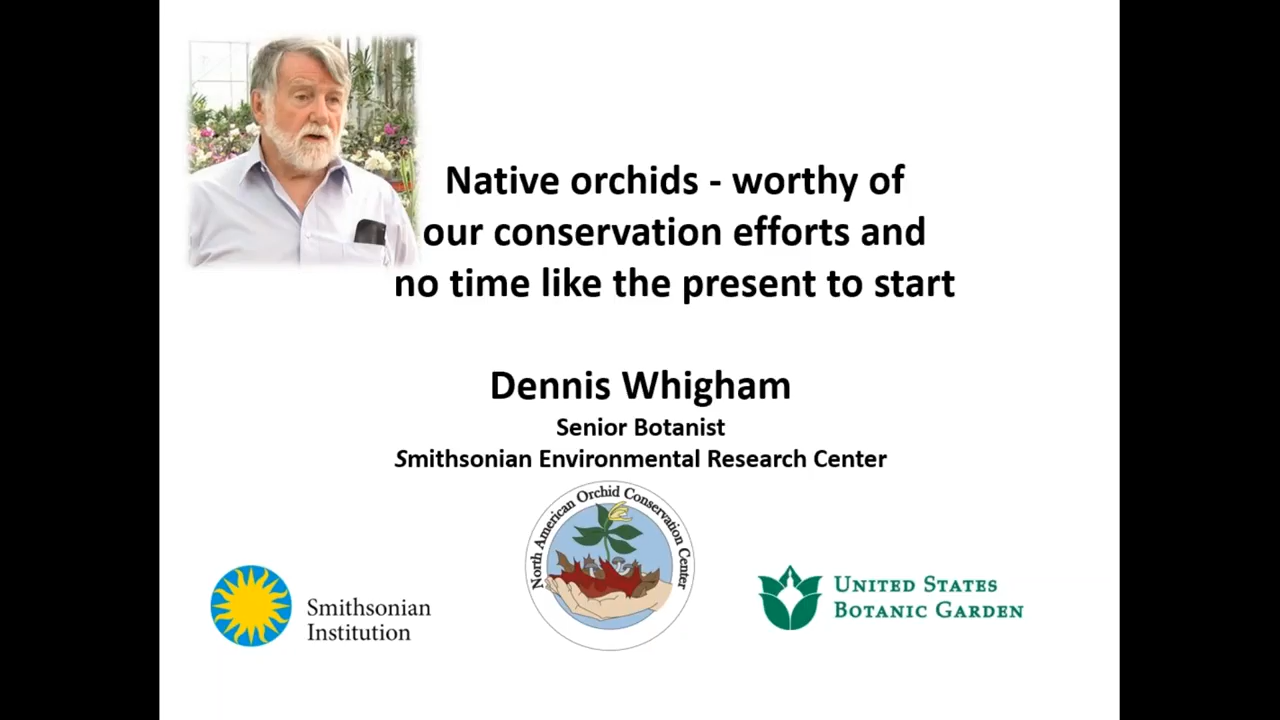 Native orchids - worthy of
our conservation efforts and
no time like the present to start
Dennis Whigham
Senior Botanist
Smithsonian Environmental Research Center
North American Orchid Conservation Center
Smithsonian
Institution
UNITED STATES
BOTANIC GARDEN